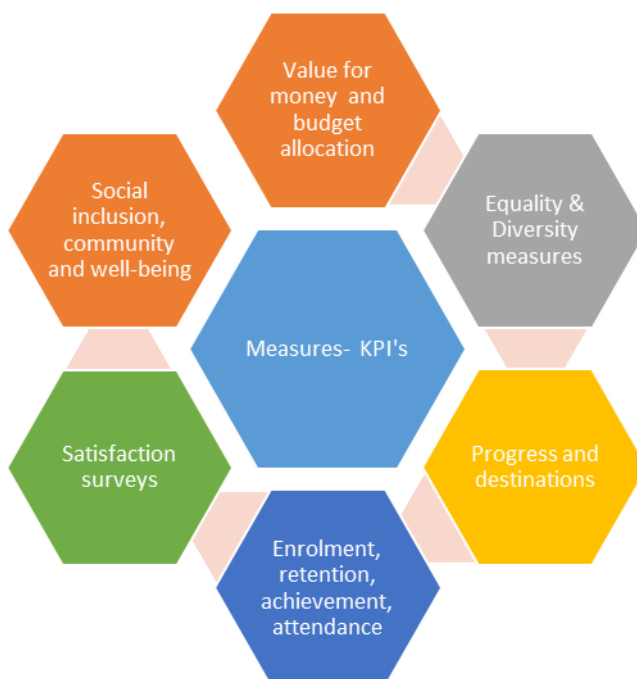 Value for
money and
budget
allocation
Social
inclusion,
community
and well-being
Equality &
Diversity
measures
Measures- KPI's
Satisfaction
surveys
Progress and
destinations
Enrolment,
retention,
achievement,
attendance